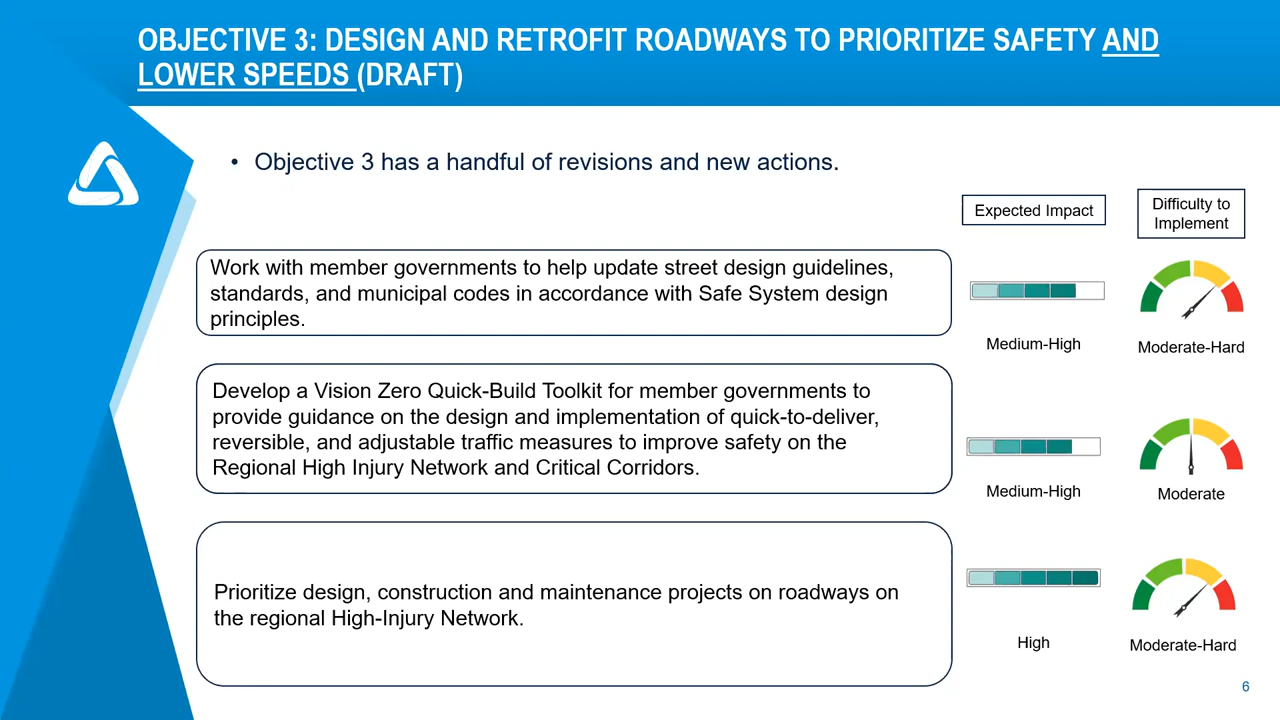 OBJECTIVE 3: DESIGN AND RETROFIT ROADWAYS TO PRIORITIZE SAFETY AND
LOWER SPEEDS (DRAFT)
• Objective 3 has a handful of revisions and new actions.
Expected Impact
Difficulty to
Implement
Work with member governments to help update street design guidelines,
standards, and municipal codes in accordance with Safe System design
principles.
Medium-High
Moderate-Hard
Develop a Vision Zero Quick-Build Toolkit for member governments to
provide guidance on the design and implementation of quick-to-deliver,
reversible, and adjustable traffic measures to improve safety on the
Regional High Injury Network and Critical Corridors.
Medium-High
Moderate
Prioritize design, construction and maintenance projects on roadways on
the regional High-Injury Network.
High
Moderate-Hard
6